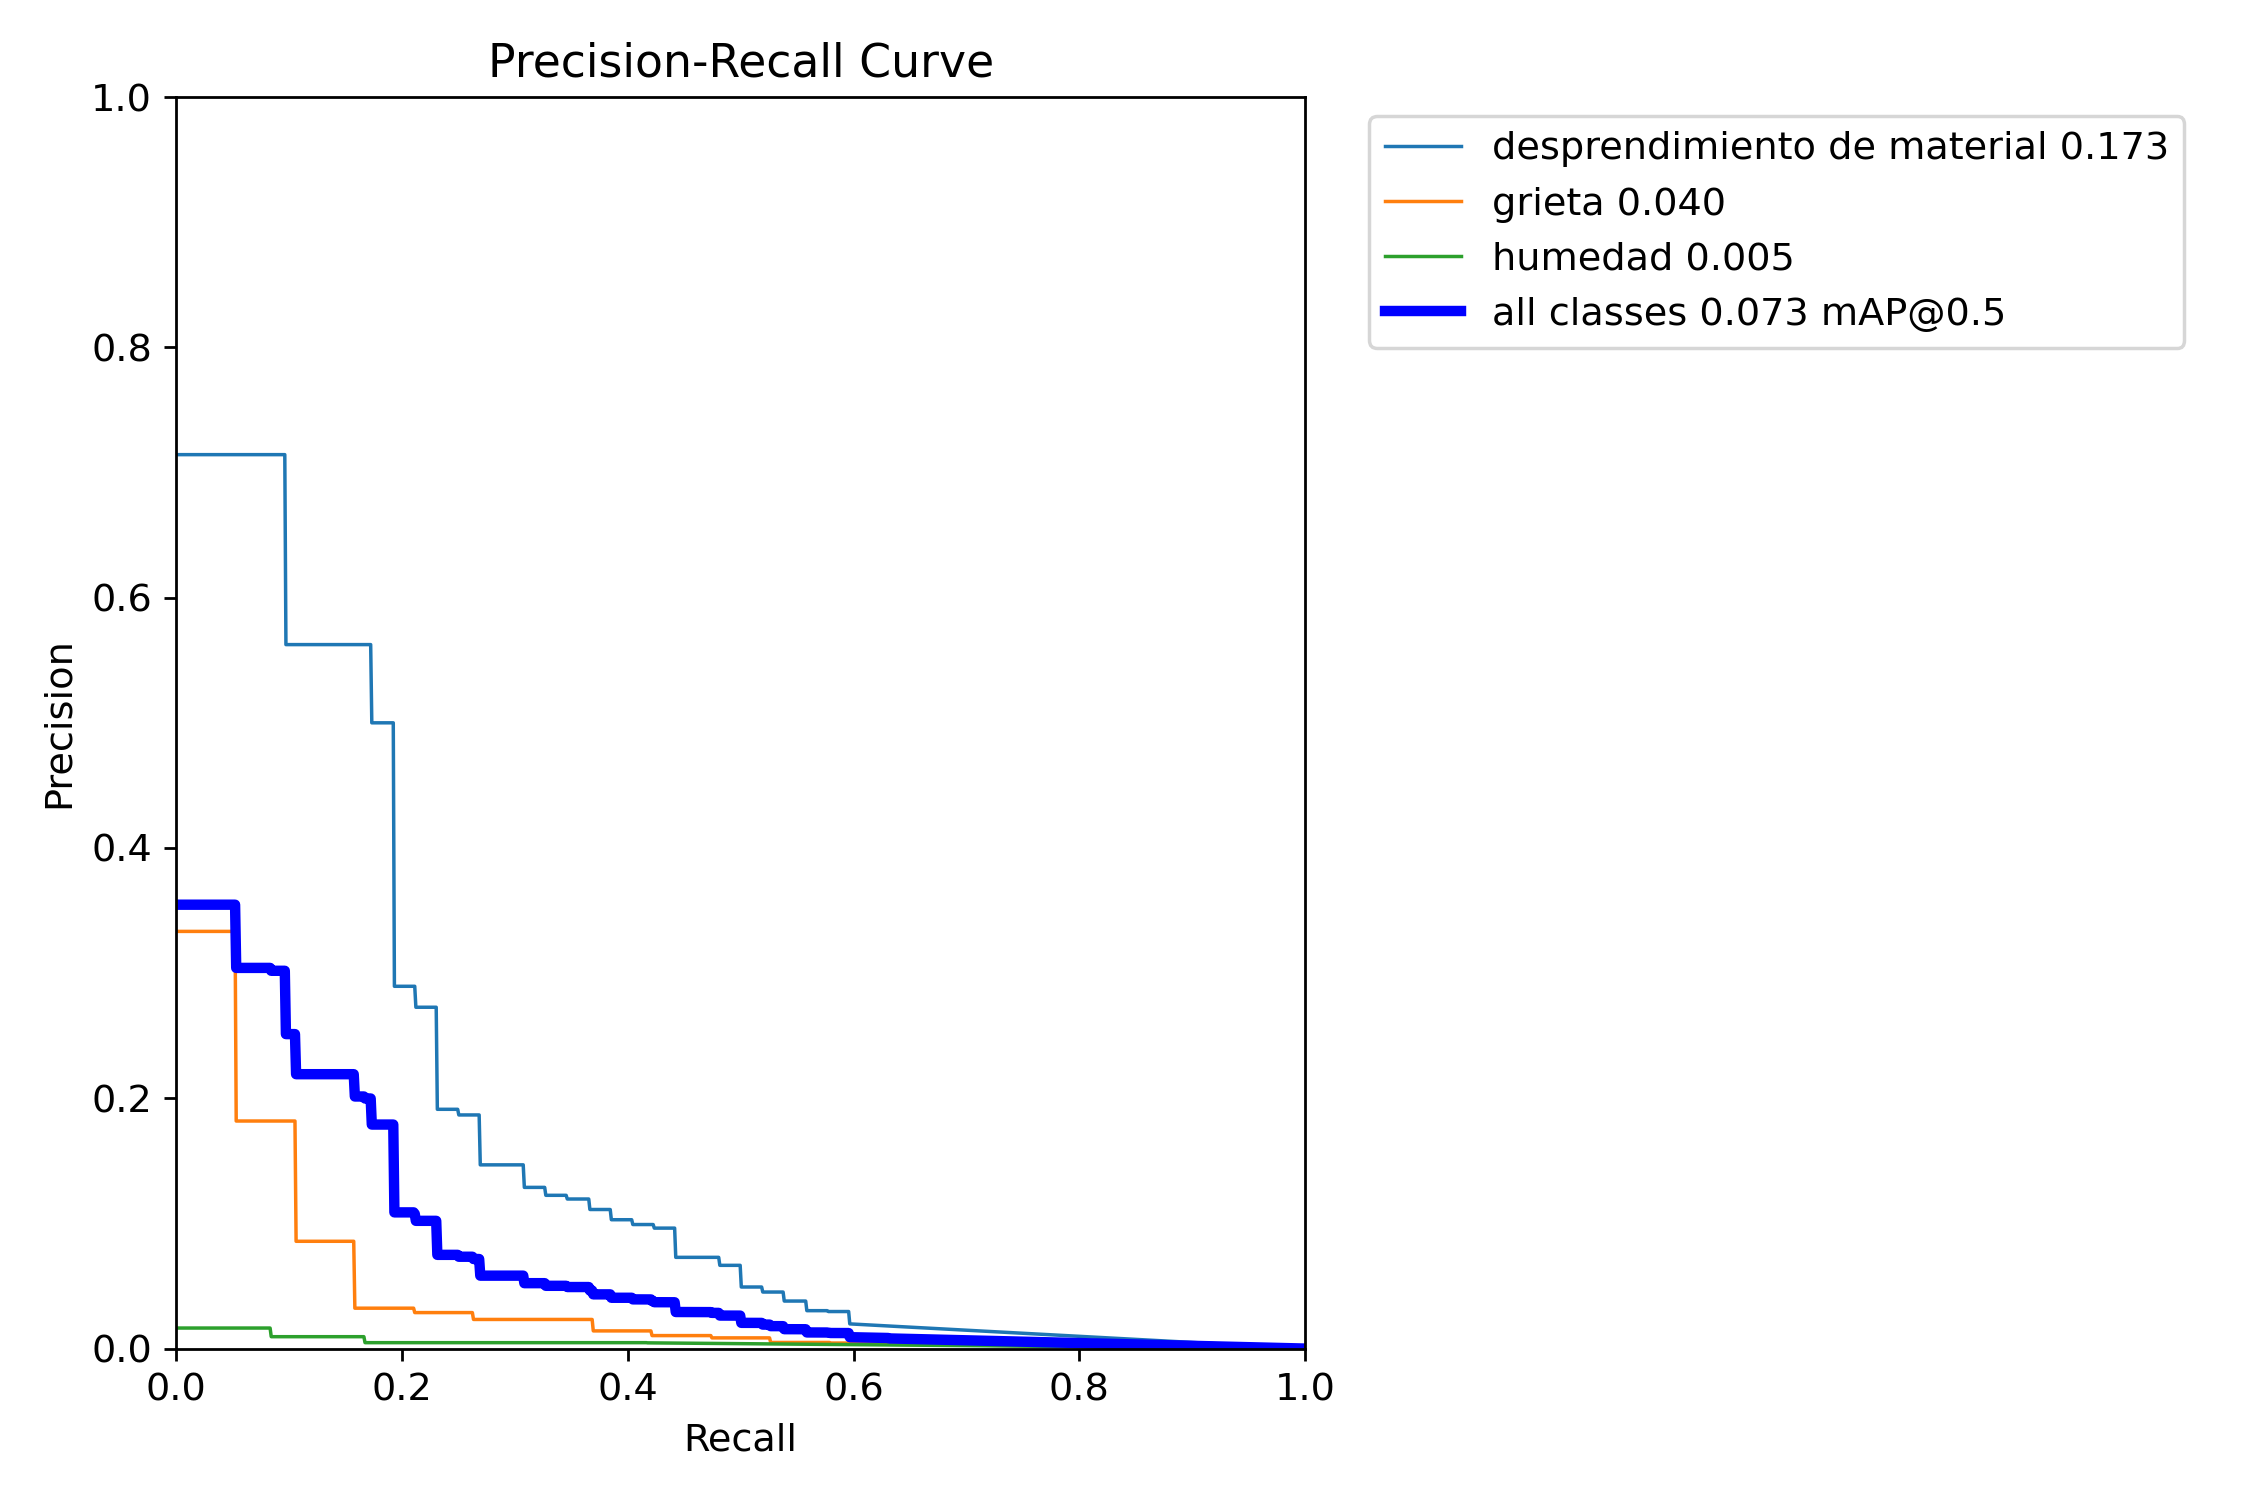 Precision-Recall Curve
1.0
0.8
0.6
0.4
0.2
0.0
Precision
0.0 0.2 0.4 0.6 0.8 1.0
Recall
desprendimiento de material 0.173
grieta 0.040
humedad 0.005
all classes 0.073 mAP@0.5